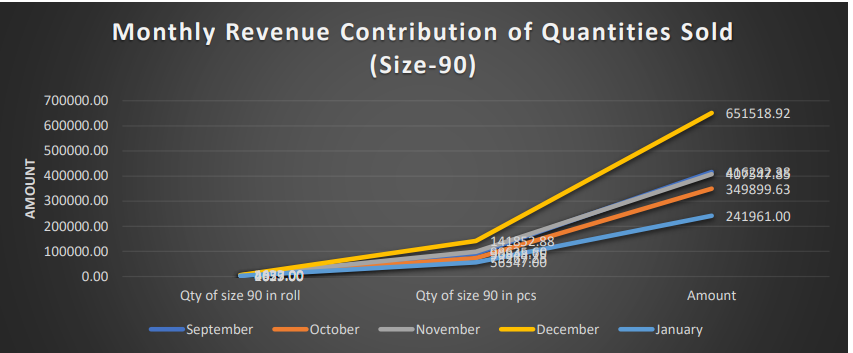 Monthly Revenue Contribution of Quantities Sold
(Size-90)
AMOUNT
700000.00
600000.00
500000.00
400000.00
300000.00
200000.00
100000.00
0.00
651518.92
349899.63
241961.00
141852.88
56547.60
Qty of size 90 in roll
Qty of size 90 in pcs
Amount
September
October
November
December
January